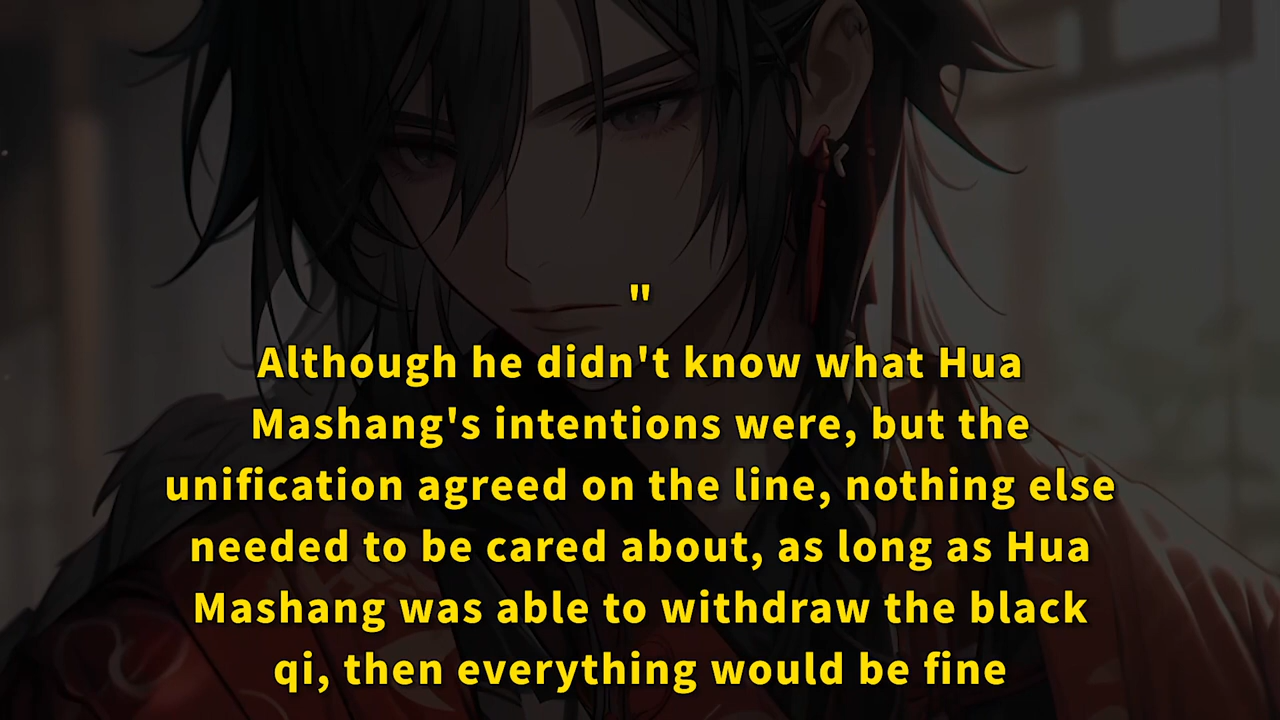 "
Although he didn't know what Hua
Mashang's intentions were, but the
unification agreed on the line, nothing else
needed to be cared about, as long as Hua
Mashang was able to withdraw the black
qi, then everything would be fine